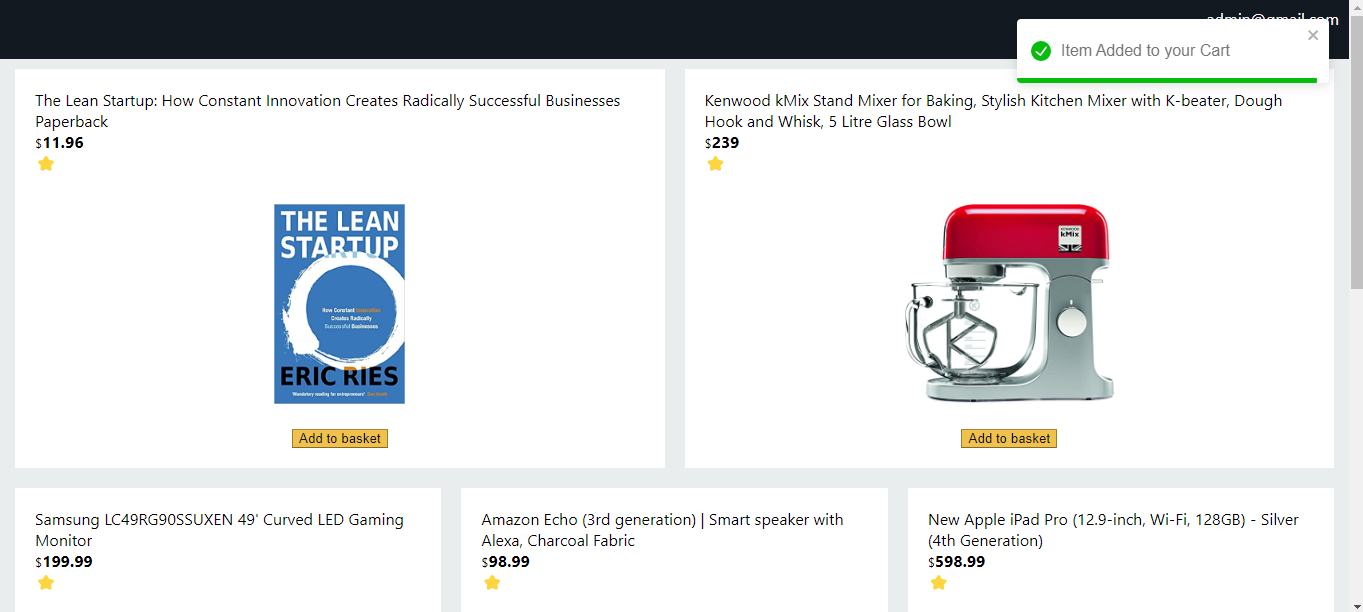 admin@gmail.com
Item Added to your Cart
The Lean Startup: How Constant Innovation Creates Radically Successful Businesses
Paperback
$11.96
THE LEAN
STARTUP
How Constant Innovation
Creates Radically
Successful Businesses
ERIC RIES
'Mandatory reading for entrepreneurs'
Add to basket
Kenwood kMix Stand Mixer for Baking, Stylish Kitchen Mixer with K-beater, Dough
Hook and Whisk, 5 Litre Glass Bowl
$239
KENWOOD
kMix
Add to basket
Samsung LC49RG90SSUXEN 49' Curved LED Gaming
Monitor
$199.99
Amazon Echo (3rd generation) | Smart speaker with
Alexa, Charcoal Fabric
$98.99
New Apple iPad Pro (12.9-inch, Wi-Fi, 128GB) - Silver
(4th Generation)
$598.99